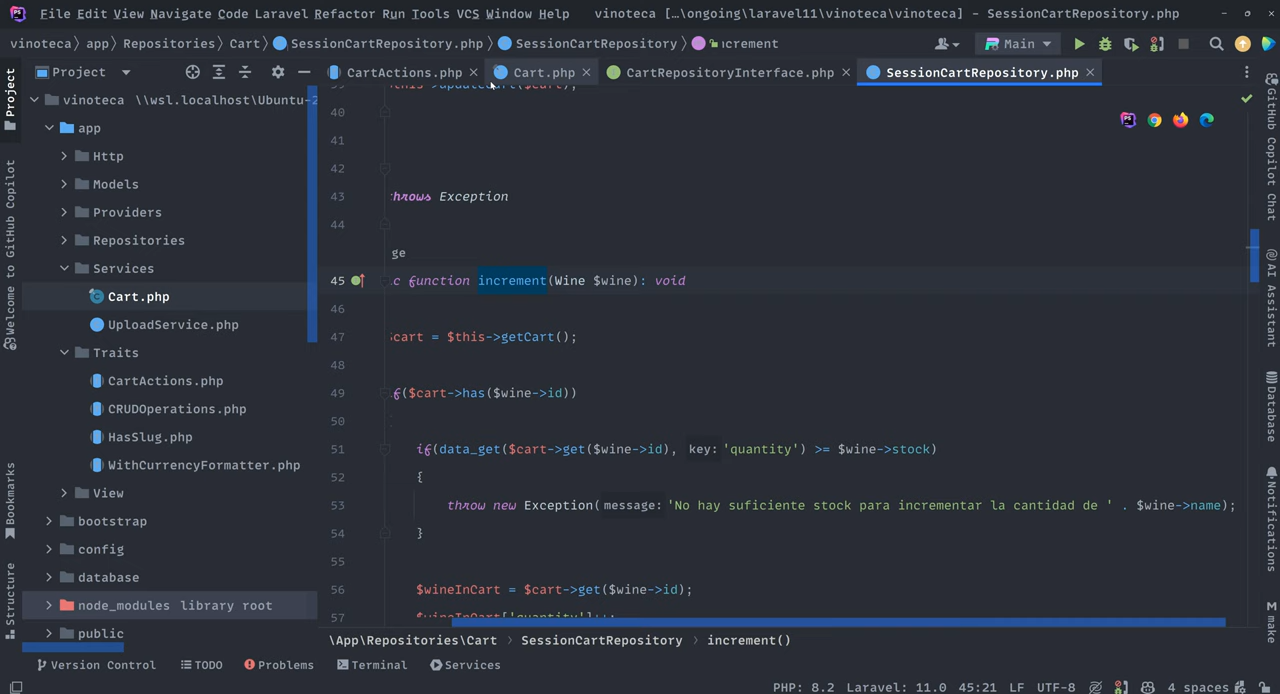 File Edit View Navigate Code Laravel Refactor Run Tools VCS Window Help vinoteca […\ongoing\laravel11\vinoteca\vinoteca] – SessionCartRepository.php
vinoteca app Repositories Cart SessionCartRepository.php SessionCartRepository increment Main
Project CartActions.php Cart.php CartRepositoryInterface.php SessionCartRepository.php
vinoteca \\wsl.localhost\Ubuntu-2
app
Http
Models
Providers
Repositories
Services
Cart.php
UploadService.php
Traits
CartActions.php
CRUDOperations.php
HasSlug.php
WithCurrencyFormatter.php
View
bootstrap
config
database
node_modules library root
public
40
41
42
43 throws Exception
44
ge
45 c function increment(Wine $wine): void
46
47 $cart = $this->getCart();
48
49 if($cart->has($wine->id))
50
51 if(data_get($cart->get($wine->id), key: 'quantity') >= $wine->stock)
52 {
53 throw new Exception( message: 'No hay suficiente stock para incrementar la cantidad de ' . $wine->name);
54 }
55
56 $wineInCart = $cart->get($wine->id);
57 $wineInCart['quantity']++;
\App\Repositories\Cart SessionCartRepository increment()
Version Control TODO Problems Terminal Services
PHP: 8.2 Laravel: 11.0 45:21 LF UTF-8 4 spaces
Project
Welcome to GitHub Copilot
Bookmarks
Structure
GitHub Copilot Chat
AI Assistant
Database
Notifications
make